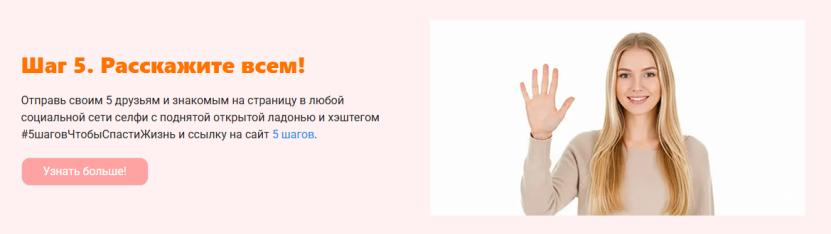 Шаг 5. Расскажите всем!
Отправь своим 5 друзьям и знакомым на страницу в любой
социальной сети селфи с поднятой открытой ладонью и хэштегом
#5шаговЧтобыСпастиЖизнь и ссылку на сайт 5 шагов.
Узнать больше!